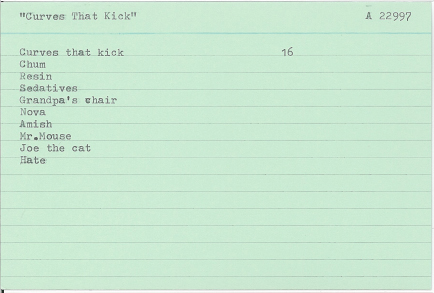 "Curves That Kick" A 22997
Curves that kick 16
Chum
Resin
Sedatives
Grandpa's chair
Nova
Amish
Mr.Mouse
Joe the cat
Hate